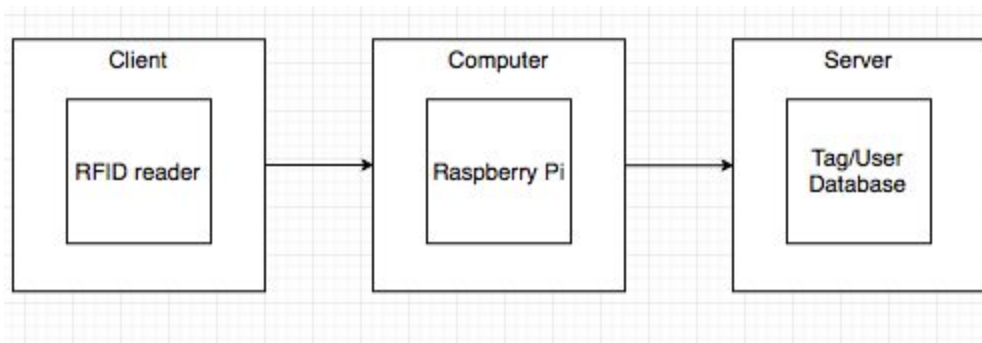 Client
RFID reader
Computer
Raspberry Pi
Server
Tag/User
Database